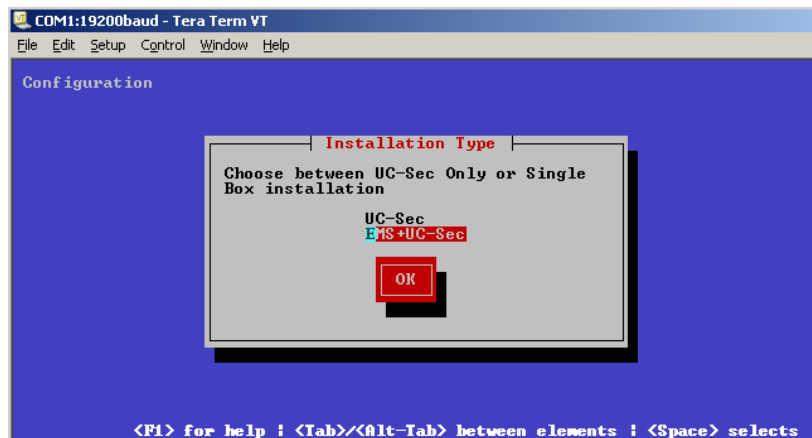 COM1:19200baud - Tera Term VT
File Edit Setup Control Window Help
Configuration
Installation Type
Choose between UC-Sec Only or Single
Box installation
UC-Sec
EMS+UC-Sec
OK
<F1> for help | <Tab>/<Alt-Tab> between elements | <Space> selects